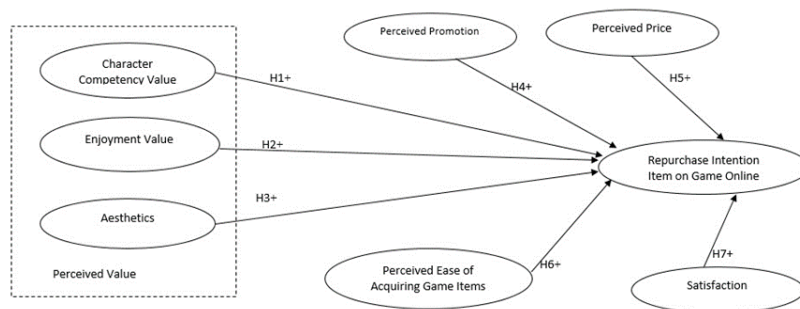 Perceived Promotion
Perceived Price
Character
Competency Value
H1+
H4+
H5+
Enjoyment Value
H2+
Repurchase Intention
Item on Game Online
Aesthetics
H3+
Perceived Value
Perceived Ease of
Acquiring Game Items
H6+
H7+
Satisfaction